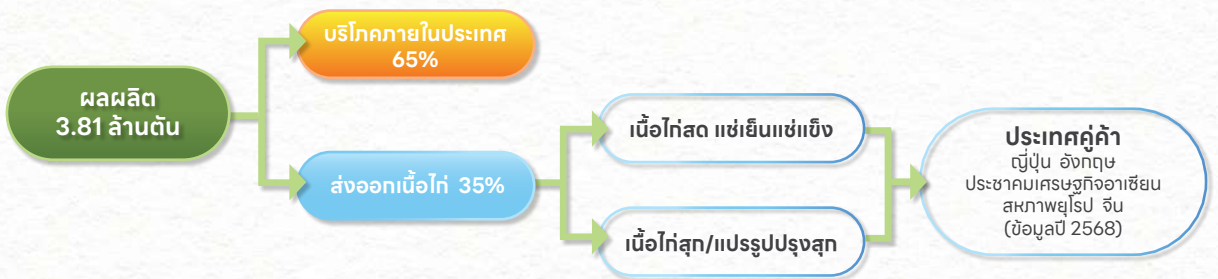 ผลผลิต
3.81 ล้านตัน
บริโภคภายในประเทศ
65%
ส่งออกเนื้อไก่ 35%
เนื้อไก่สด แช่เย็นแช่แข็ง
เนื้อไก่สุก/แปรรูปปรุงสุก
ประเทศคู่ค้า
ญี่ปุ่น อังกฤษ
ประชาคมเศรษฐกิจอาเซียน
สหภาพยุโรป จีน
(ข้อมูลปี 2568)